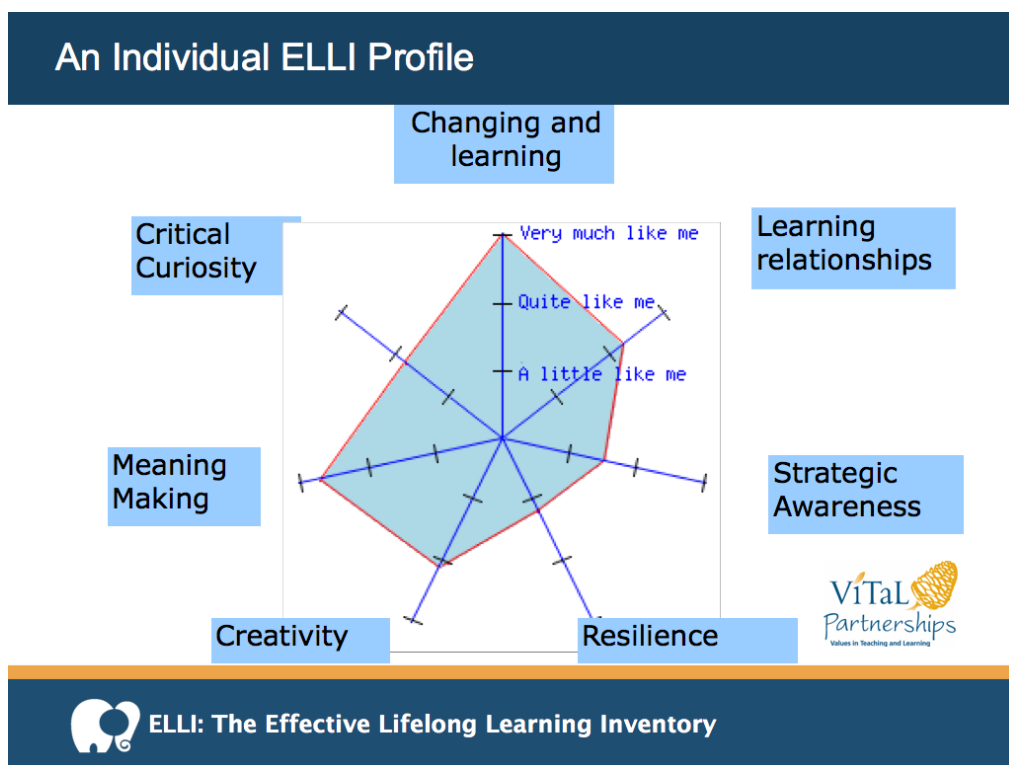 An Individual ELLI Profile
Changing and
learning
Critical
Curiosity
Learning
relationships
Very much like me
Quite like me
A little like me
Meaning
Making
Strategic
Awareness
Creativity
Resilience
ViTaL
Partnerships
Values in Teaching and Learning
ELLI: The Effective Lifelong Learning Inventory